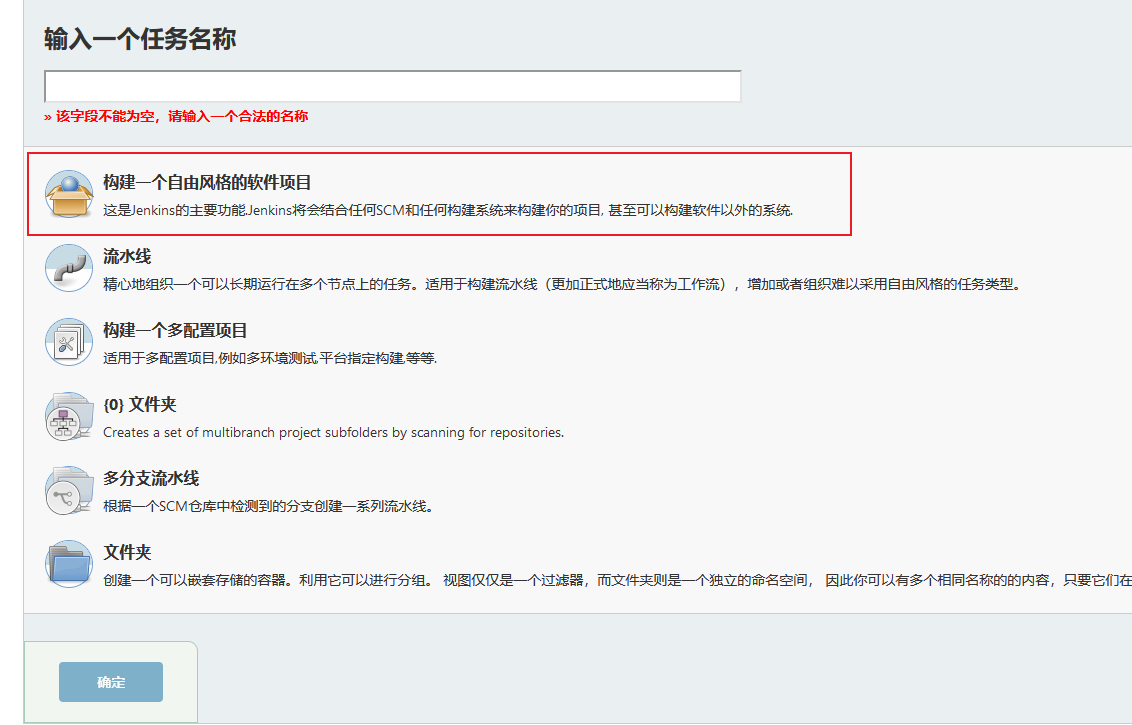 输入一个任务名称
» 该字段不能为空，请输入一个合法的名称
构建一个自由风格的软件项目
这是Jenkins的主要功能.Jenkins将会结合任何SCM和任何构建系统来构建你的项目, 甚至可以构建软件以外的系统.
流水线
精心地组织一个可以长期运行在多个节点上的任务。适用于构建流水线（更加正式地应当称为工作流），增加或者组织难以采用自由风格的任务类型。
构建一个多配置项目
适用于多配置项目,例如多环境测试,平台指定构建,等等.
{0} 文件夹
Creates a set of multibranch project subfolders by scanning for repositories.
多分支流水线
根据一个SCM仓库中检测到的分支创建一系列流水线。
文件夹
创建一个可以嵌套存储的容器。利用它可以进行分组。 视图仅仅是一个过滤器，而文件夹则是一个独立的命名空间， 因此你可以有多个相同名称的的内容，只要它们在
确定